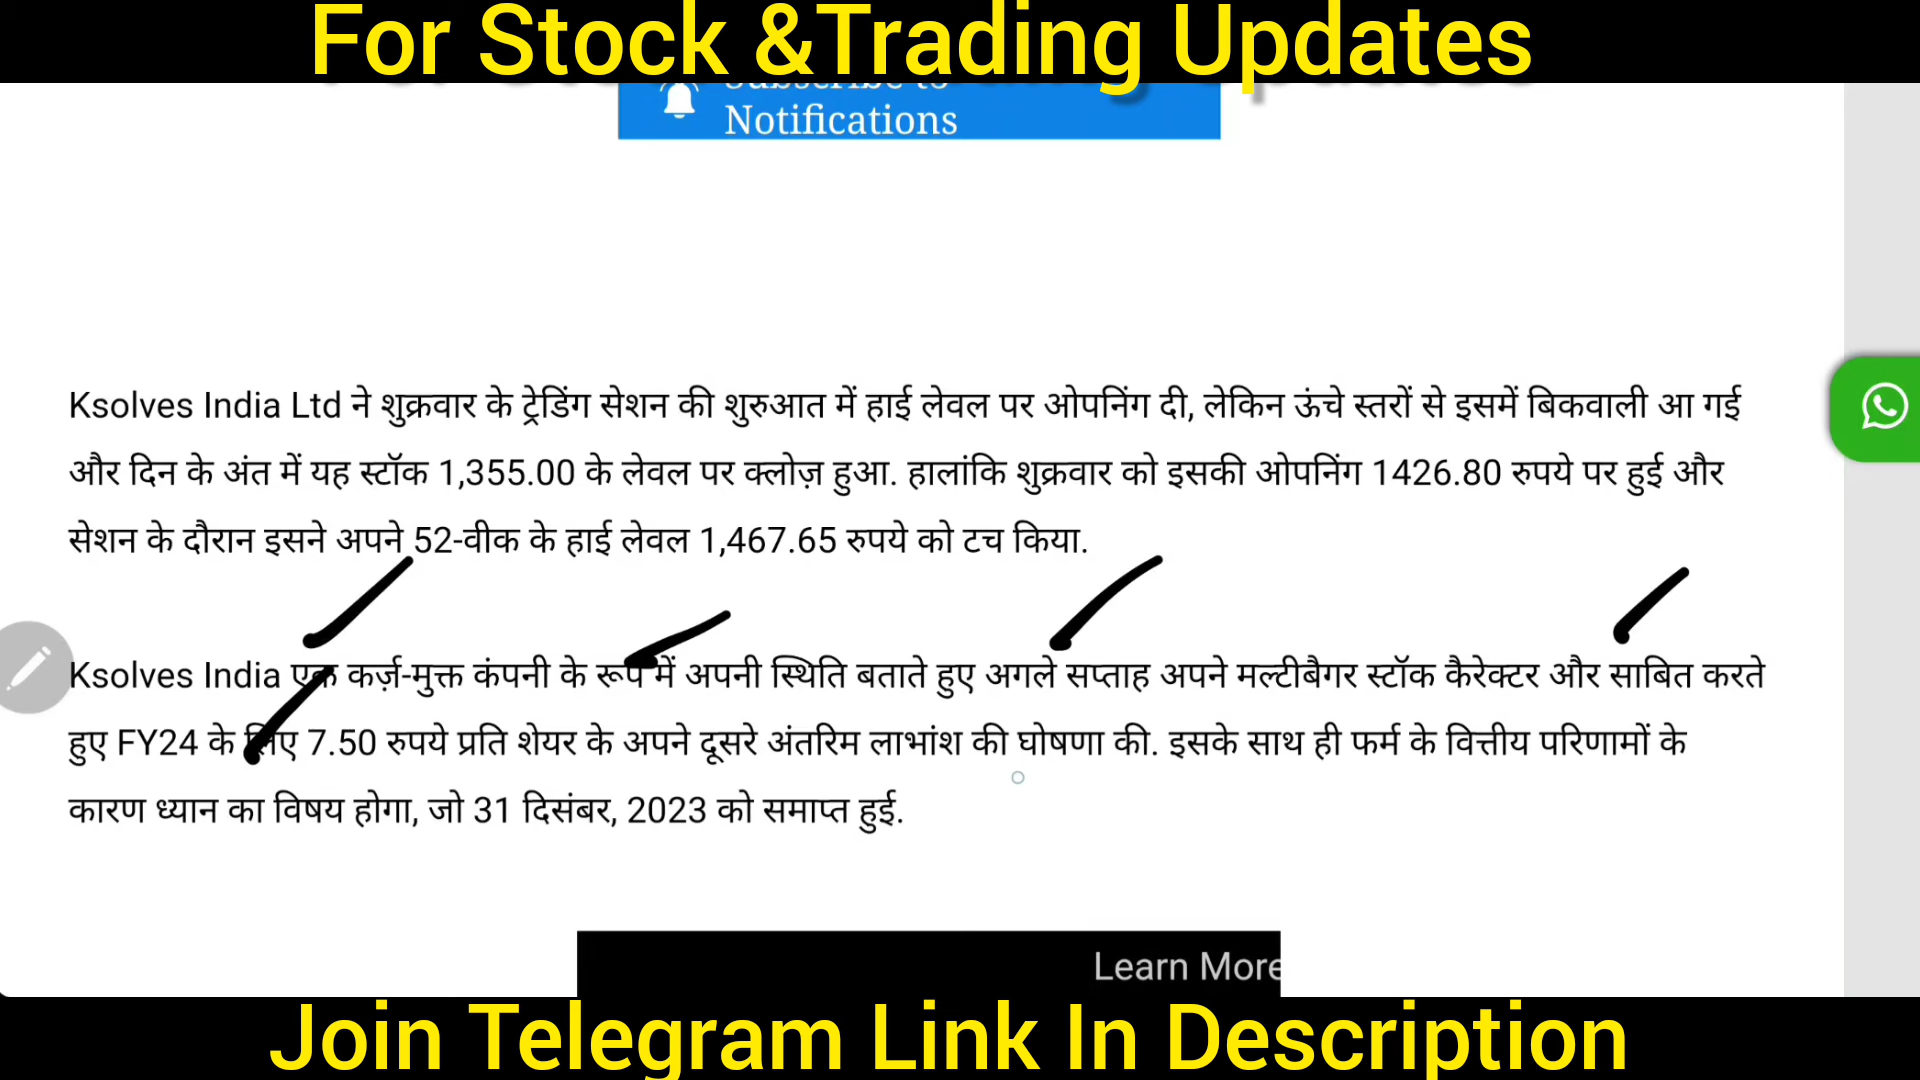 For Stock &Trading Updates
Subscribe to
Notifications
Ksolves India Ltd ने शुक्रवार के ट्रेडिंग सेशन की शुरुआत में हाई लेवल पर ओपनिंग दी, लेकिन ऊंचे स्तरों से इसमें बिकवाली आ गई
और दिन के अंत में यह स्टॉक 1,355.00 के लेवल पर क्लोज़ हुआ. हालांकि शुक्रवार को इसकी ओपनिंग 1426.80 रुपये पर हुई और
सेशन के दौरान इसने अपने 52-वीक के हाई लेवल 1,467.65 रुपये को टच किया.
Ksolves India एक कर्ज़-मुक्त कंपनी के रूप में अपनी स्थिति बताते हुए अगले सप्ताह अपने मल्टीबैगर स्टॉक कैरेक्टर और साबित करते
हुए FY24 के लिए 7.50 रुपये प्रति शेयर के अपने दूसरे अंतरिम लाभांश की घोषणा की. इसके साथ ही फर्म के वित्तीय परिणामों के
कारण ध्यान का विषय होगा, जो 31 दिसंबर, 2023 को समाप्त हुई.
Learn More
Join Telegram Link In Description